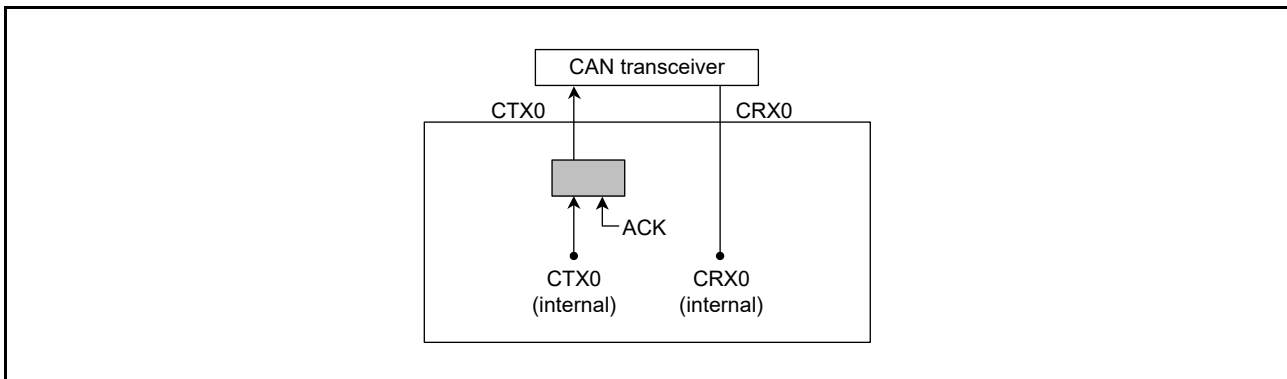 CAN transceiver
CTX0
CRX0
ACK
CTX0
(internal)
CRX0
(internal)